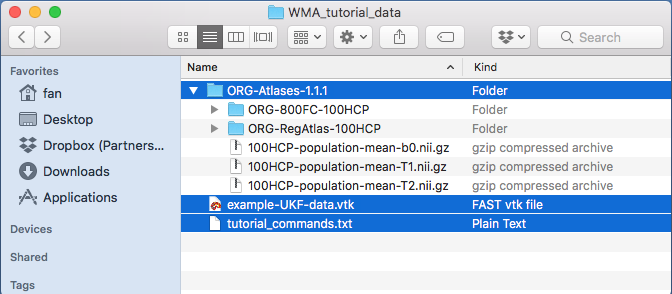 WMA_tutorial_data
Search
Favorites
fan
Desktop
Dropbox (Partners...
Downloads
Applications
Devices
Shared
Tags
Name Kind
ORG-Atlases-1.1.1 Folder
ORG-800FC-100HCP Folder
ORG-RegAtlas-100HCP Folder
100HCP-population-mean-b0.nii.gz gzip compressed archive
100HCP-population-mean-T1.nii.gz gzip compressed archive
100HCP-population-mean-T2.nii.gz gzip compressed archive
example-UKF-data.vtk FAST vtk file
tutorial_commands.txt Plain Text